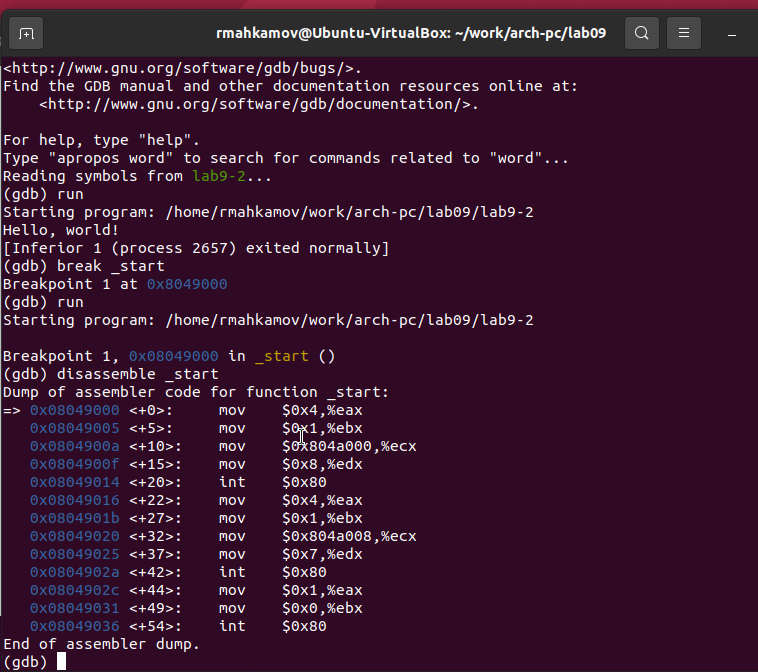 rmahkamov@Ubuntu-VirtualBox: ~/work/arch-pc/lab09
<http://www.gnu.org/software/gdb/bugs/>.
Find the GDB manual and other documentation resources online at:
    <http://www.gnu.org/software/gdb/documentation/>.

For help, type "help".
Type "apropos word" to search for commands related to "word"...
Reading symbols from lab9-2...
(gdb) run
Starting program: /home/rmahkamov/work/arch-pc/lab09/lab9-2
Hello, world!
[Inferior 1 (process 2657) exited normally]
(gdb) break _start
Breakpoint 1 at 0x8049000
(gdb) run
Starting program: /home/rmahkamov/work/arch-pc/lab09/lab9-2

Breakpoint 1, 0x08049000 in _start ()
(gdb) disassemble _start
Dump of assembler code for function _start:
=> 0x08049000 <+0>:     mov    $0x4,%eax
   0x08049005 <+5>:     mov    $0x1,%ebx
   0x0804900a <+10>:    mov    $0x804a000,%ecx
   0x0804900f <+15>:    mov    $0x8,%edx
   0x08049014 <+20>:    int    $0x80
   0x08049016 <+22>:    mov    $0x4,%eax
   0x0804901b <+27>:    mov    $0x1,%ebx
   0x08049020 <+32>:    mov    $0x804a008,%ecx
   0x08049025 <+37>:    mov    $0x7,%edx
   0x0804902a <+42>:    int    $0x80
   0x0804902c <+44>:    mov    $0x1,%eax
   0x08049031 <+49>:    mov    $0x0,%ebx
   0x08049036 <+54>:    int    $0x80
End of assembler dump.
(gdb)